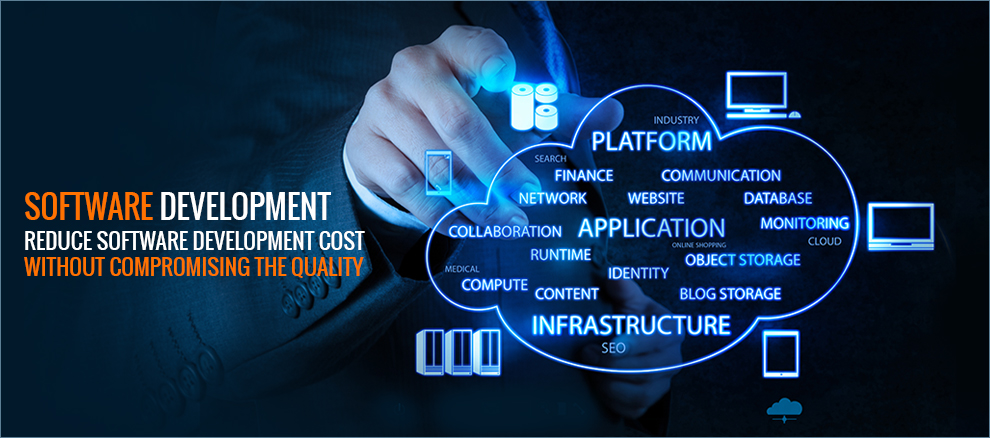 SOFTWARE DEVELOPMENT
REDUCE SOFTWARE DEVELOPMENT COST
WITHOUT COMPROMISING THE QUALITY
INDUSTRY
PLATFORM
SEARCH
FINANCE COMMUNICATION
NETWORK WEBSITE DATABASE
COLLABORATION APPLICATION MONITORING
ONLINE SHOPPING CLOUD
RUNTIME OBJECT STORAGE
MEDICAL IDENTITY
COMPUTE CONTENT BLOG STORAGE
INFRASTRUCTURE
SEO